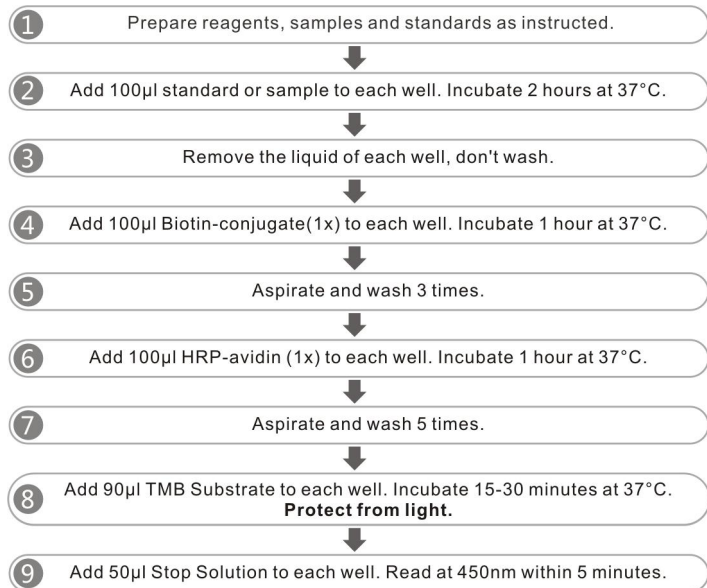 1 Prepare reagents, samples and standards as instructed.
2 Add 100µl standard or sample to each well. Incubate 2 hours at 37°C.
3 Remove the liquid of each well, don't wash.
4 Add 100µl Biotin-conjugate(1x) to each well. Incubate 1 hour at 37°C.
5 Aspirate and wash 3 times.
6 Add 100µl HRP-avidin (1x) to each well. Incubate 1 hour at 37°C.
7 Aspirate and wash 5 times.
8 Add 90µl TMB Substrate to each well. Incubate 15-30 minutes at 37°C.
Protect from light.
9 Add 50µl Stop Solution to each well. Read at 450nm within 5 minutes.